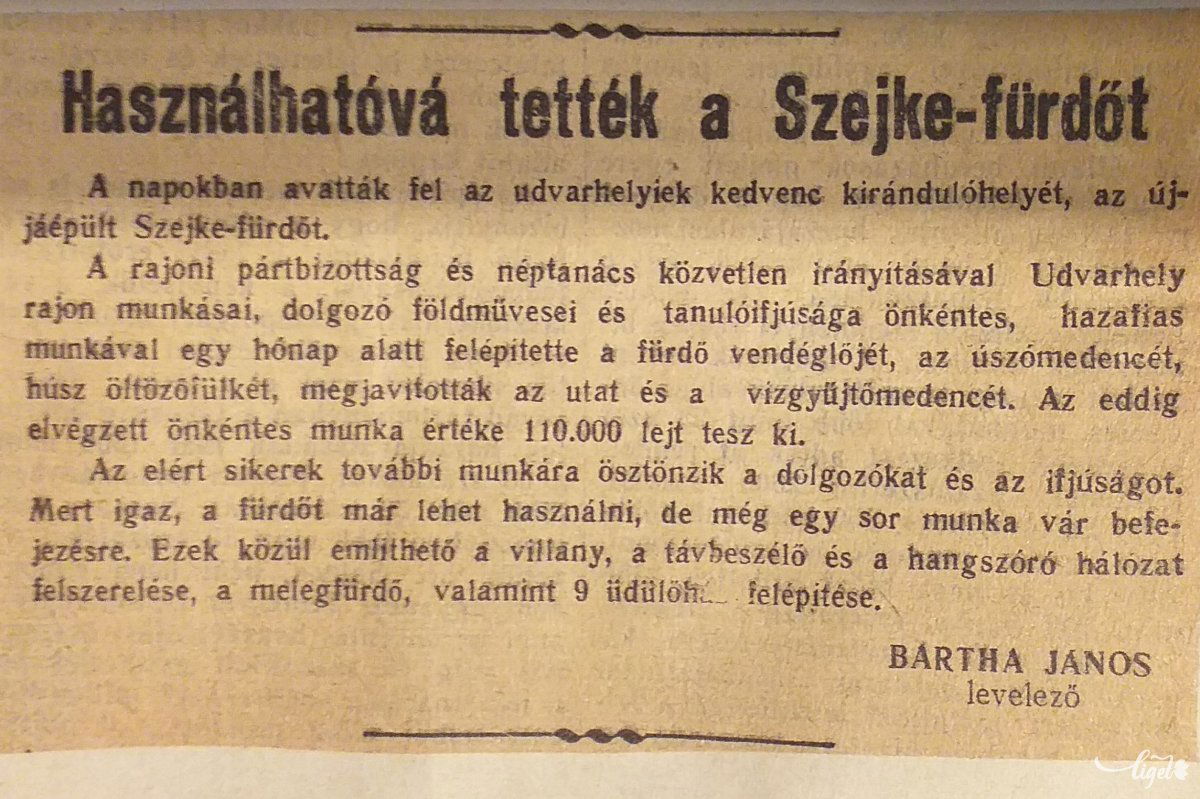 Használhatóvá tették a Szejke-fürdőt
A napokban avatták fel az udvarhelyiek kedvenc kirándulóhelyét, az új-
jáépült Szejke-fürdőt.
A rajoni pártbizottság és néptanács közvetlen irányításával Udvarhely
rajon munkásai, dolgozó földművesei és tanulóifjúsága önkéntes, hazafias
munkával egy hónap alatt felépítette a fürdő vendéglőjét, az úszómedencét,
húsz öltözőfülkét, megjavították az utat és a vízgyűjtőmedencét. Az eddig
elvégzett önkéntes munka értéke 110.000 lejt tesz ki.
Az elért sikerek további munkára ösztönzik a dolgozókat és az ifjúságot.
Mert igaz, a fürdőt már lehet használni, de még egy sor munka vár befe-
jezésre. Ezek közül említhető a villany, a távbeszélő és a hangszóró hálózat
felszerelése, a melegfürdő, valamint 9 felépítése.
BARTHA JÁNOS
levelező
liget